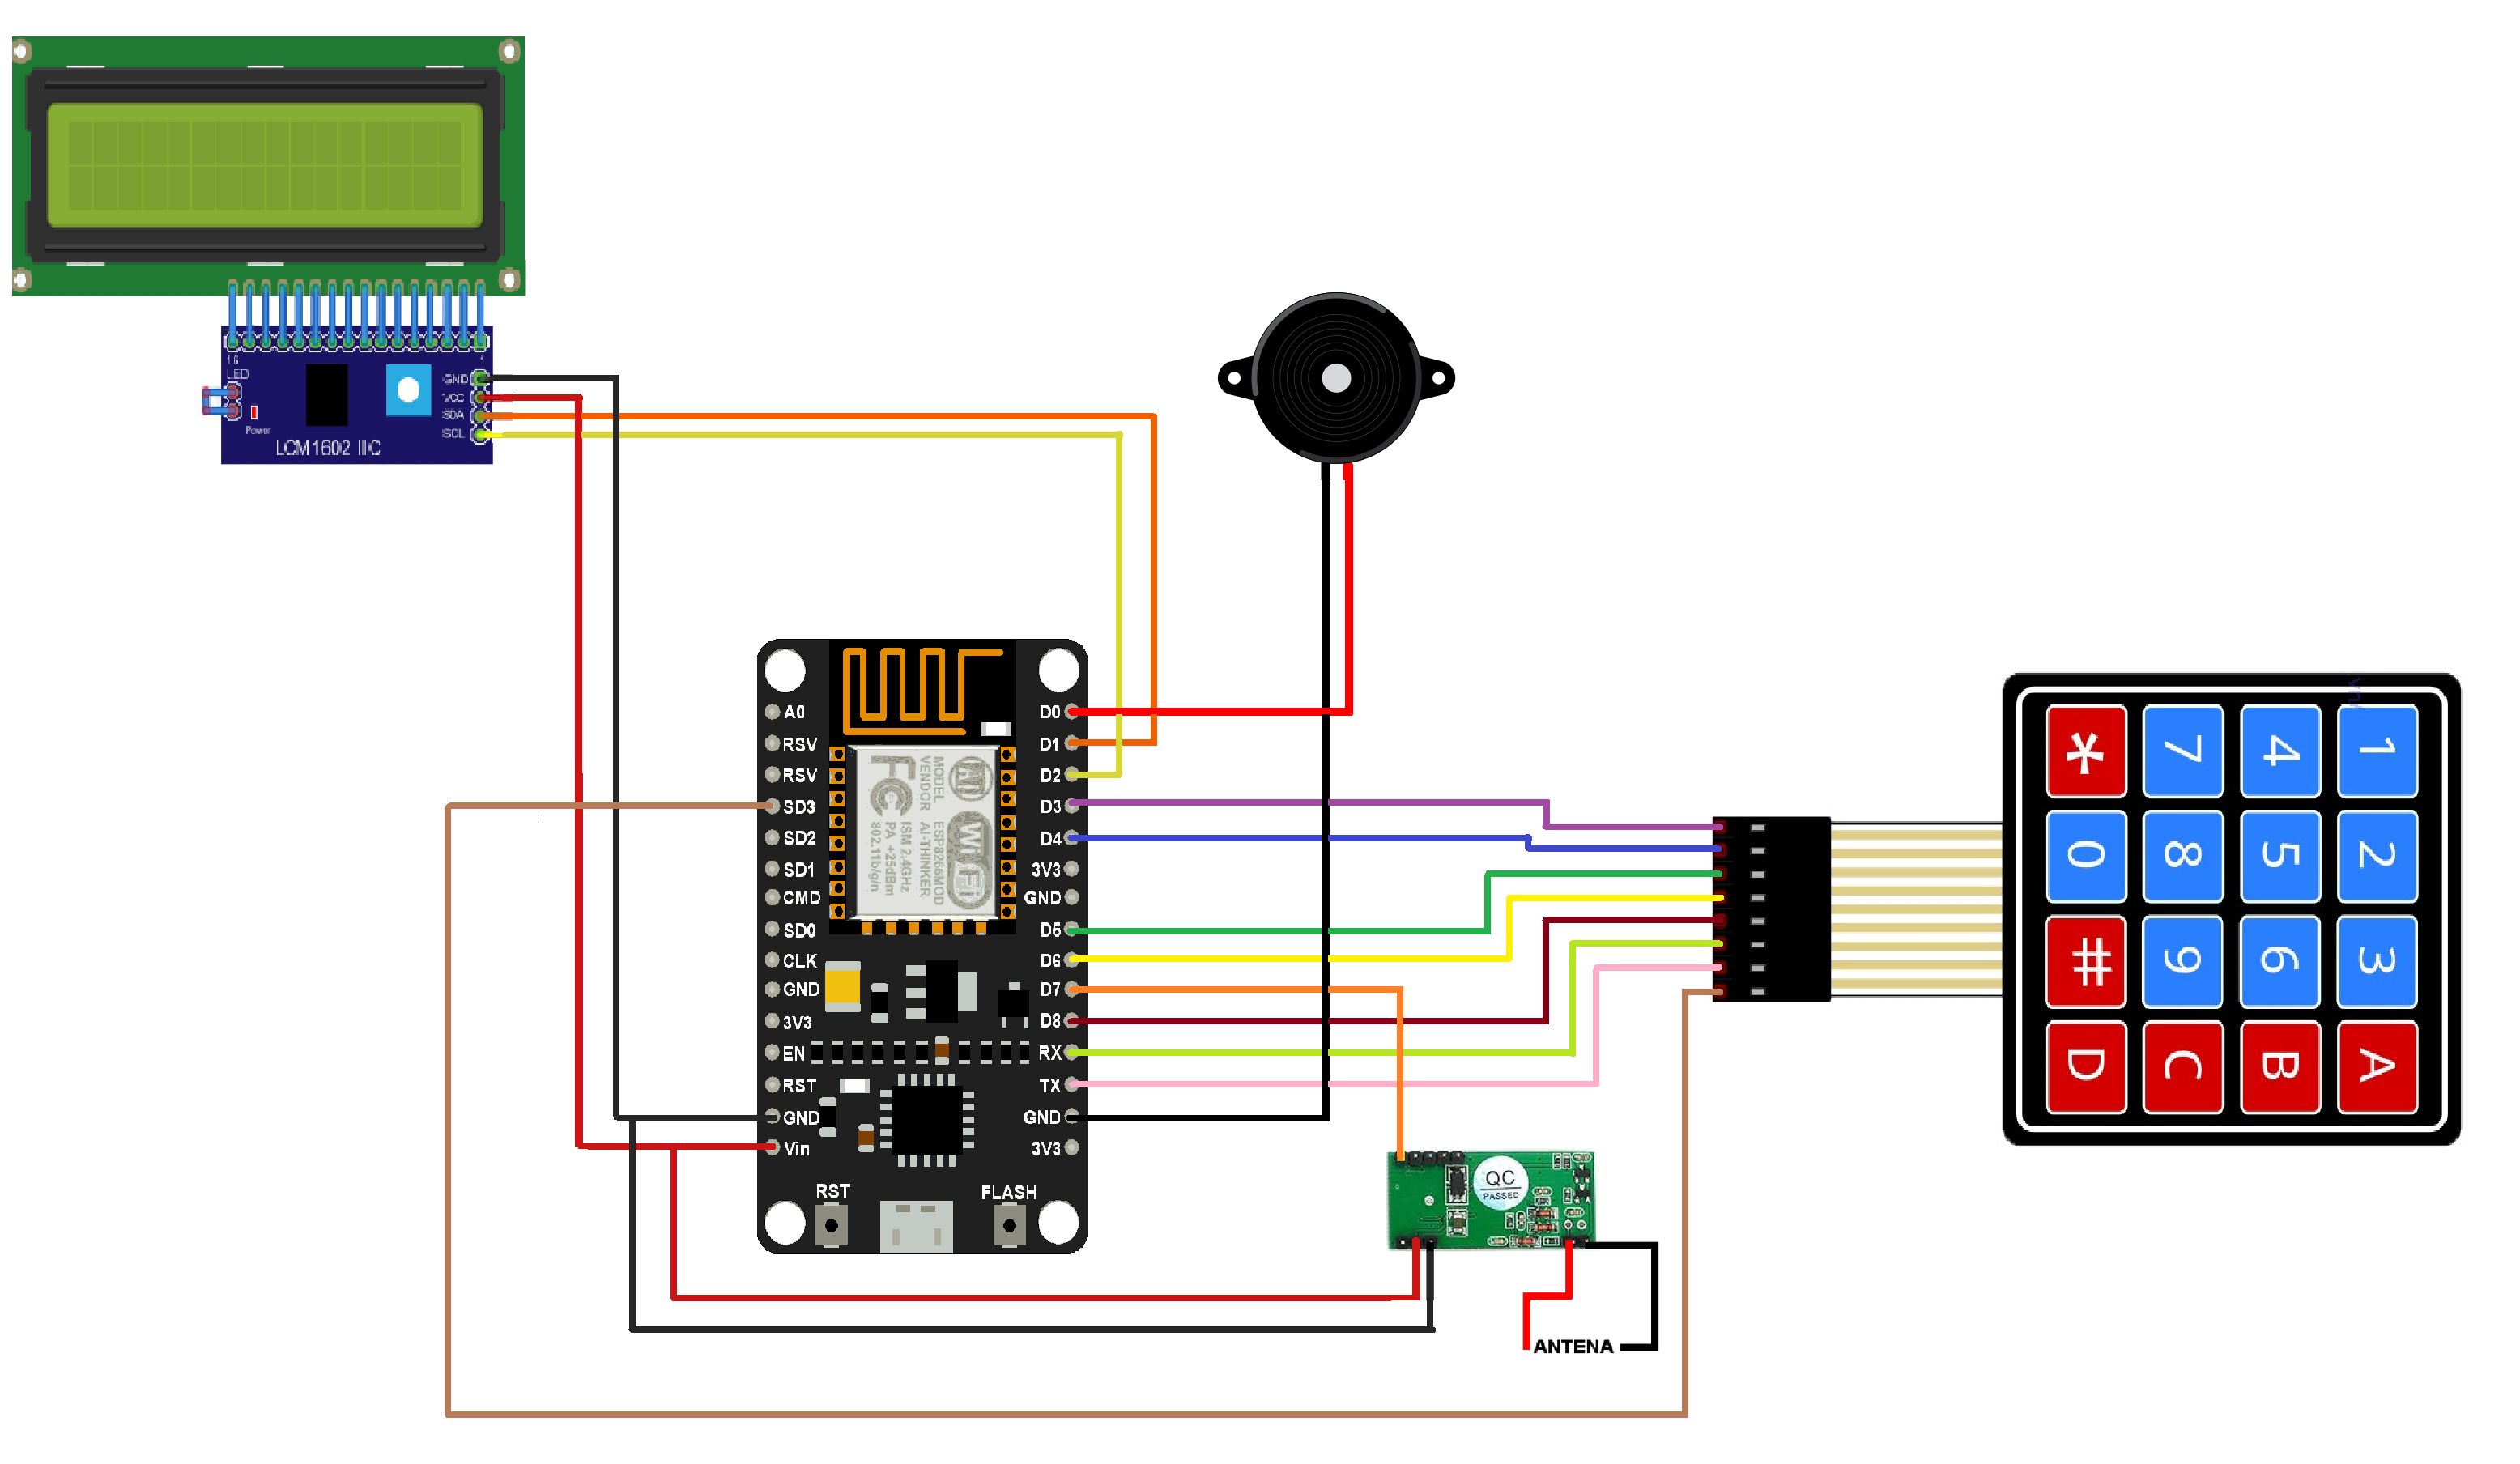 16
1
LED
GND
VCC
SDA
SCL
Power
LCM1602 IIC
A0
RSV
RSV
SD3
SD2
SD1
CMD
SD0
CLK
GND
3V3
EN
RST
GND
Vin
D0
D1
D2
D3
D4
3V3
GND
D5
D6
D7
D8
RX
TX
GND
3V3
MODEL ESP8266MOD
VENDOR AI-THINKER
ISM 2.4GHz
PA +25dBm
802.11b/g/n
FC
WiFi
RST
FLASH
QC
PASSED
ANTENA
1 2 3 A
4 5 6 B
7 8 9 C
* 0 # D